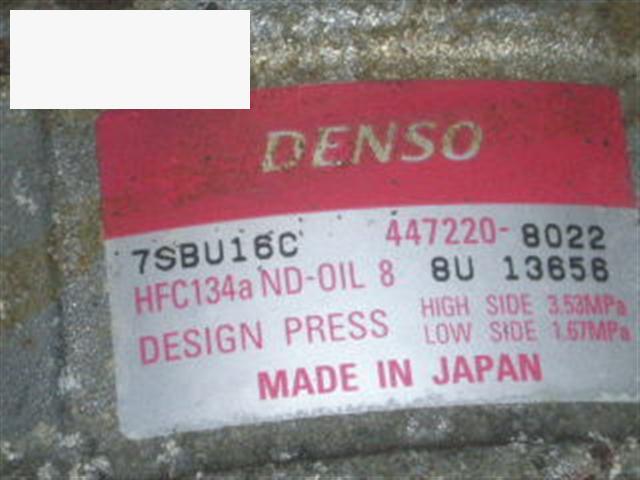 DENSO
7SBU16C 447220-8022
HFC134a ND-OIL 8 8U 13656
DESIGN PRESS HIGH SIDE 3.53MPa
LOW SIDE 1.67MPa
MADE IN JAPAN